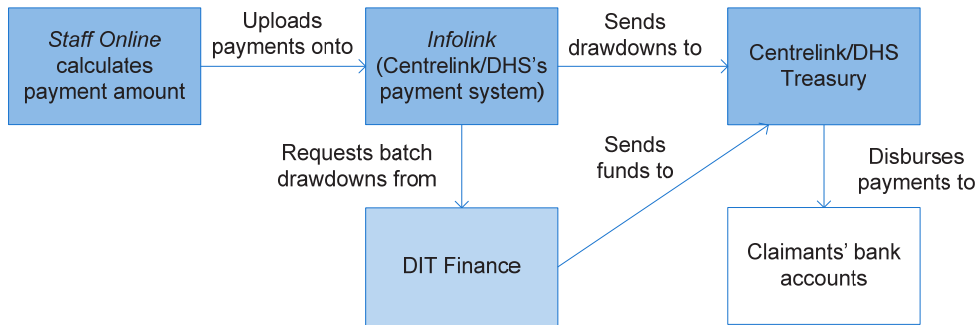 Staff Online
calculates
payment amount
Uploads
payments onto
Infolink
(Centrelink/DHS's
payment system)
Sends
drawdowns to
Centrelink/DHS
Treasury
Requests batch
drawdowns from
Sends
funds to
Disburses
payments to
DIT Finance
Claimants' bank
accounts